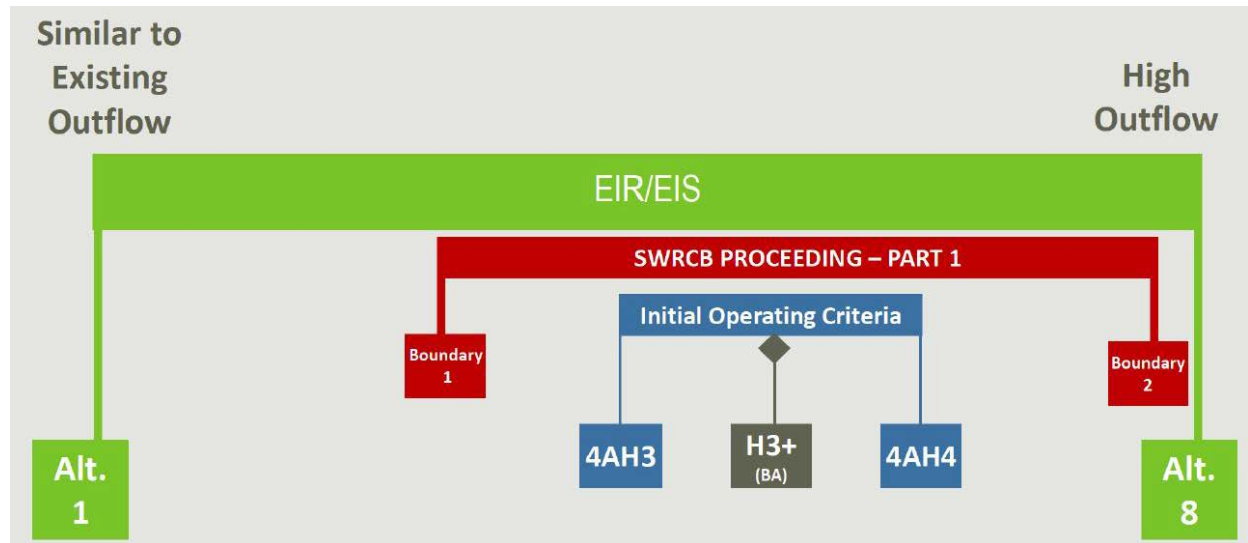 Similar to
Existing
Outflow
High
Outflow
EIR/EIS
SWRCB PROCEEDING – PART 1
Initial Operating Criteria
Boundary
1
Boundary
2
4AH3
H3+
(BA)
4AH4
Alt.
1
Alt.
8